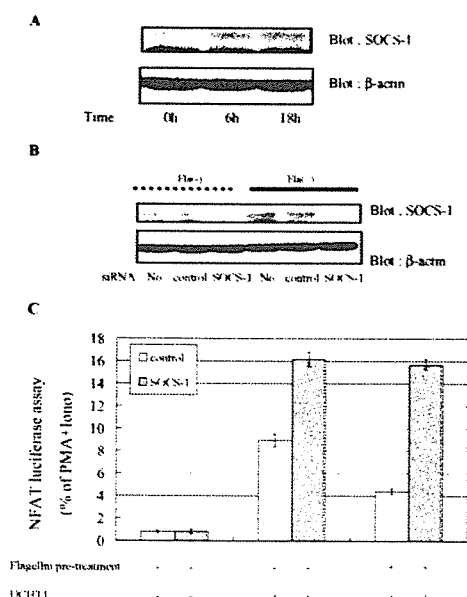 A
Blot : SOCS-1
Blot : β-actin
Time 0h 6h 18h
B
Blot : SOCS-1
Blot : β-actin
siRNA No control SOCS-1 No control SOCS-1
C
18
16
14
12
10
8
6
4
2
0
control
SOCS-1
NFAT luciferase assay
(% of PMA+Iono)
Flagellin pre-treatment - - - - + +
UCHT1